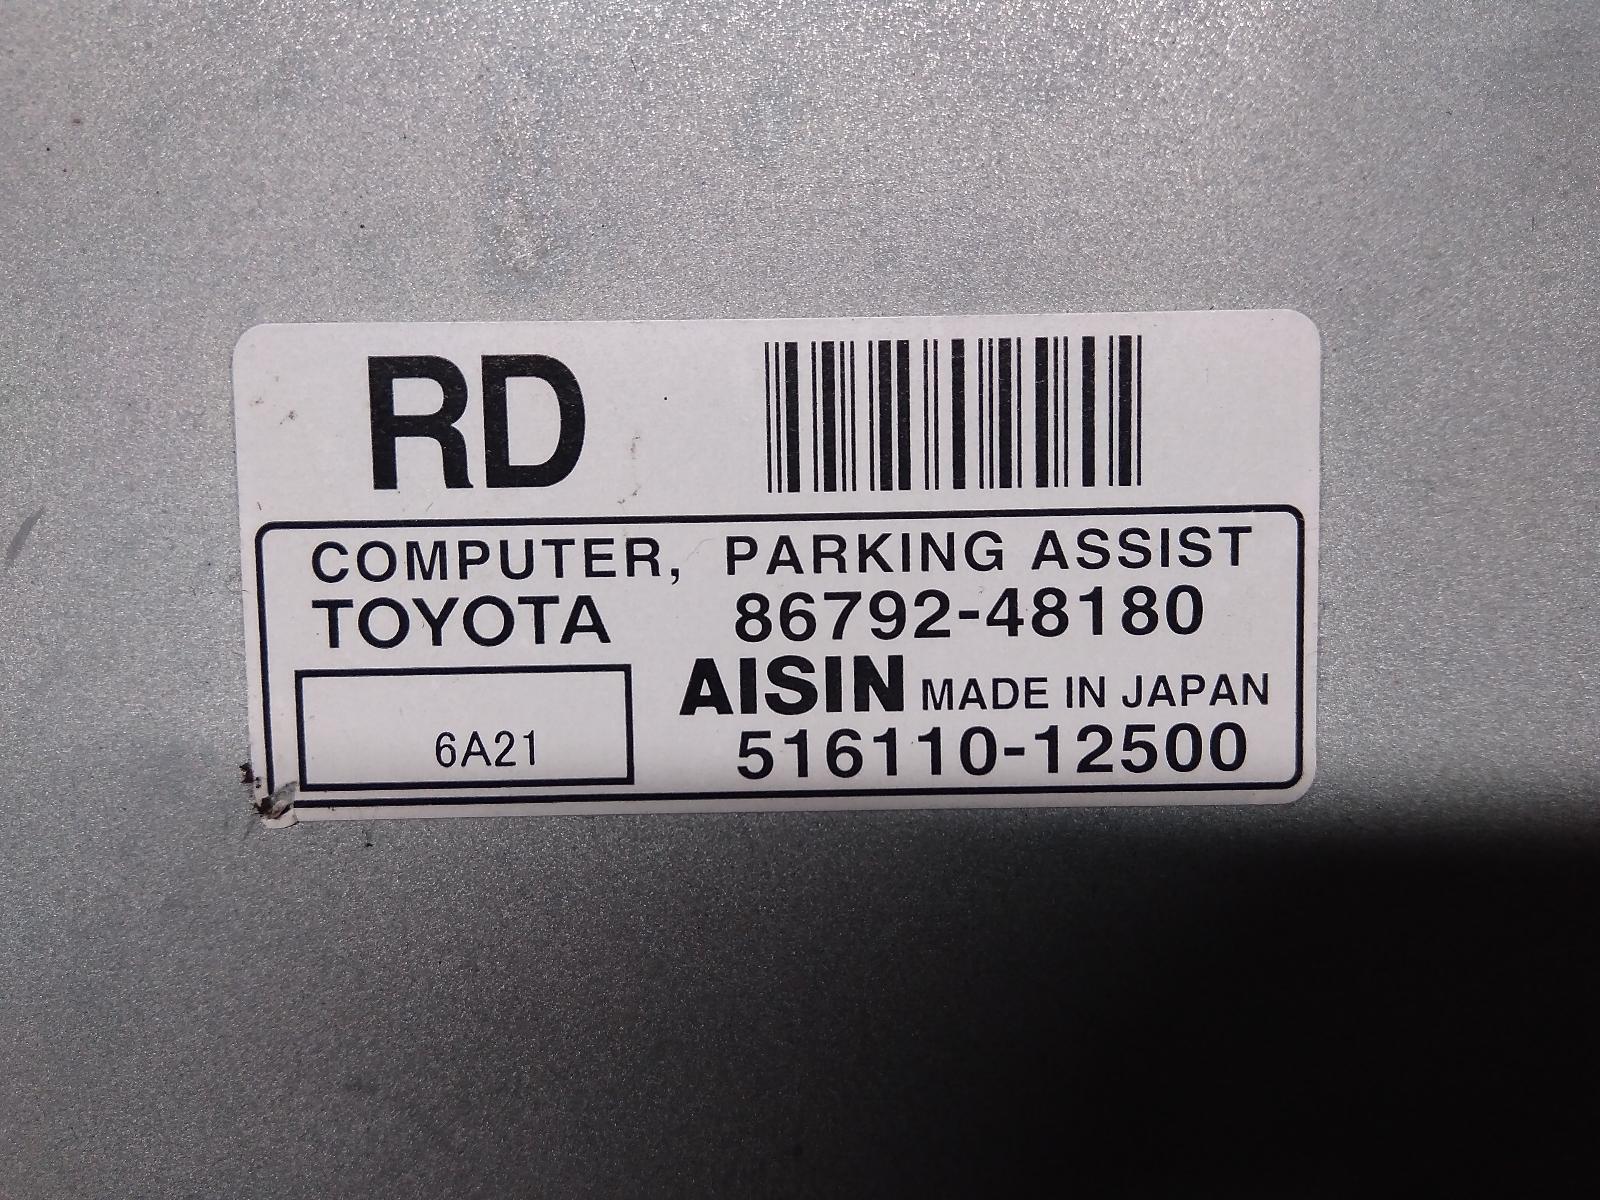 RD
COMPUTER, PARKING ASSIST
TOYOTA 86792-48180
AISIN MADE IN JAPAN
6A21 516110-12500